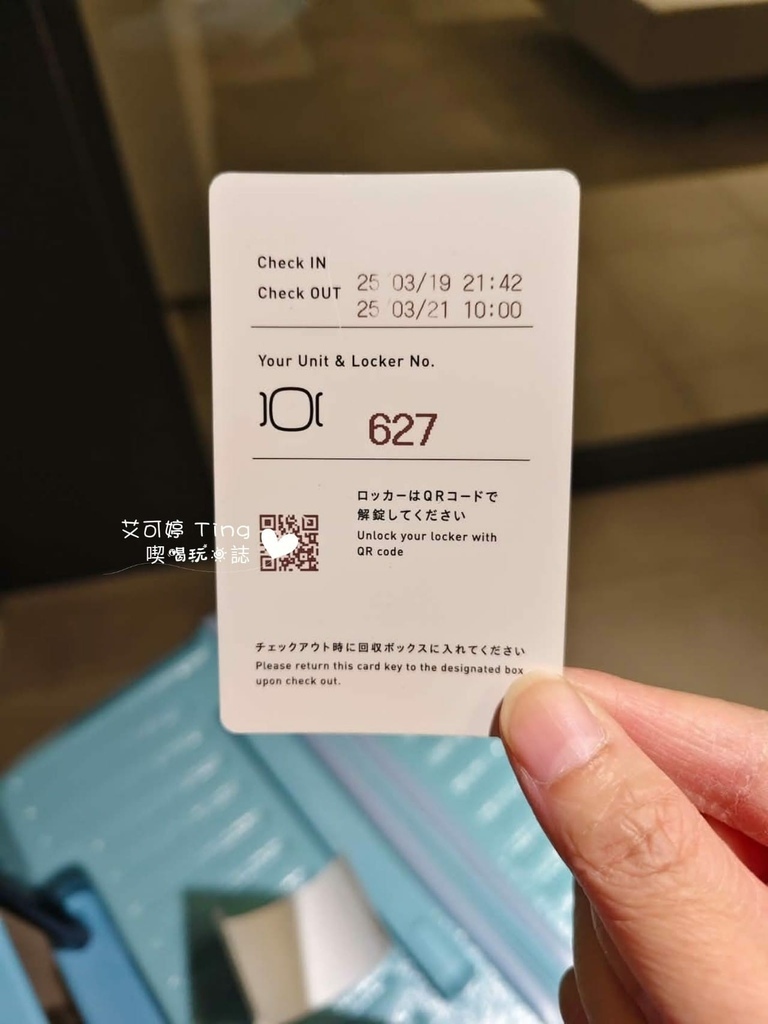 Check IN
25 03/19 21:42
Check OUT
25 03/21 10:00
Your Unit & Locker No.
627
ロッカーはQRコードで
解錠してください
Unlock your locker with
QR code
艾可婷 Ting
喫喝玩樂誌
チェックアウト時に回収ボックスに入れてください
Please return this card key to the designated box
upon check out.